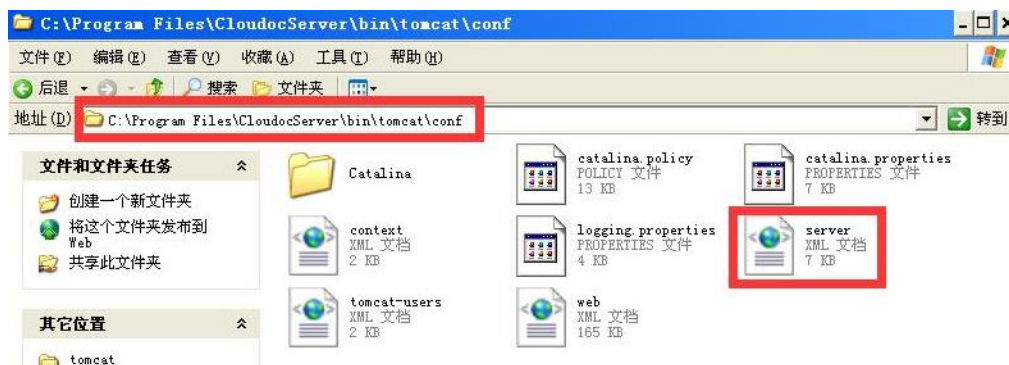 C:\Program Files\CloudocServer\bin\tomcat\conf
文件(F) 编辑(E) 查看(V) 收藏(A) 工具(T) 帮助(H)
后退 搜索 文件夹
地址(D) C:\Program Files\CloudocServer\bin\tomcat\conf 转到
文件和文件夹任务
创建一个新文件夹
将这个文件夹发布到
Web
共享此文件夹
其它位置
tomcat
Catalina
catalina.policy
POLICY 文件
13 KB
catalina.properties
PROPERTIES 文件
7 KB
context
XML 文档
2 KB
logging.properties
PROPERTIES 文件
4 KB
server
XML 文档
7 KB
tomcat-users
XML 文档
2 KB
web
XML 文档
165 KB